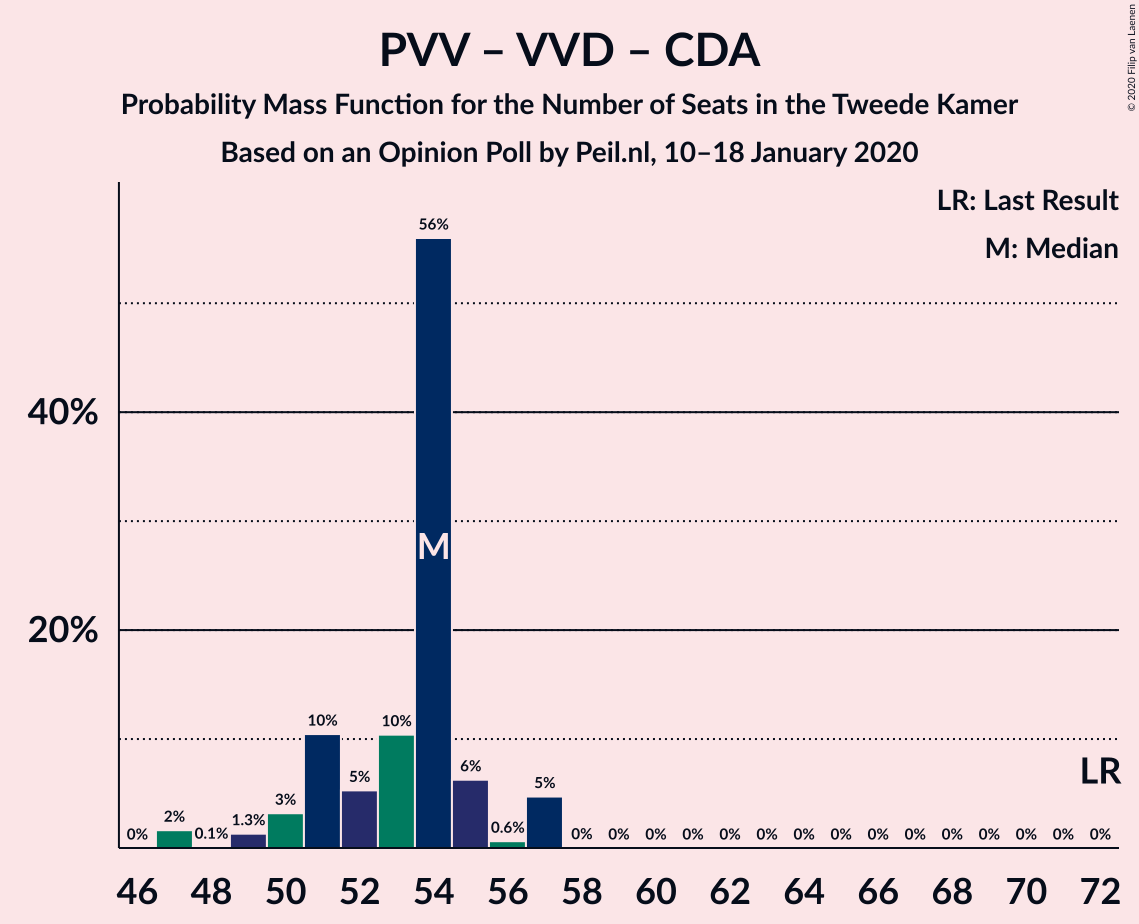 PVV – VVD – CDA
Probability Mass Function for the Number of Seats in the Tweede Kamer
Based on an Opinion Poll by Peil.nl, 10–18 January 2020
© 2020 Filip van Laenen
LR: Last Result
M: Median
56%
40%
M
20%
10% 10%
LR
6%
5% 5%
3%
2% 1.3% 0.6%
0% 0.1% 0% 0% 0% 0% 0% 0% 0% 0% 0% 0% 0% 0% 0% 0% 0%
46 48 50 52 54 56 58 60 62 64 66 68 70 72